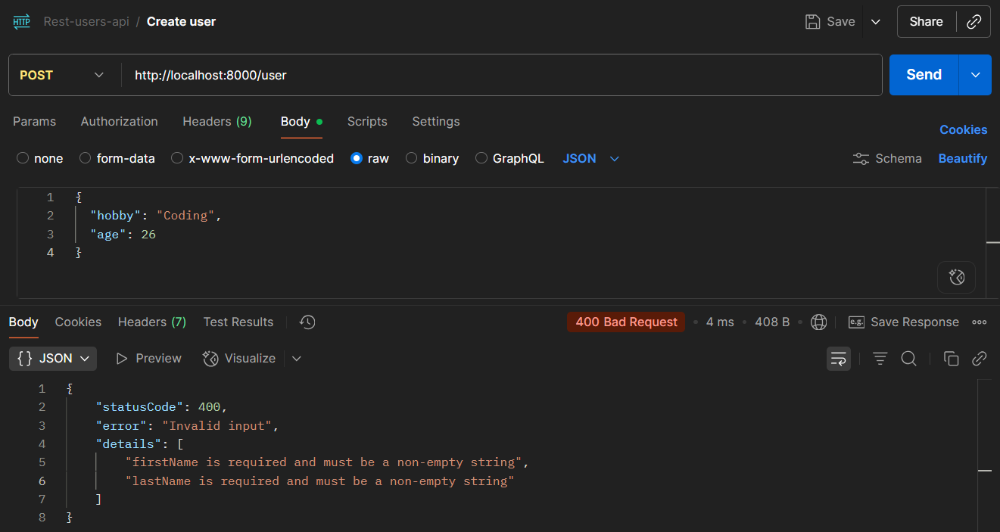 HTTP Rest-users-api / Create user Save Share
POST http://localhost:8000/user Send
Params Authorization Headers (9) Body Scripts Settings Cookies
none form-data x-www-form-urlencoded raw binary GraphQL JSON Schema Beautify
1 {
2 "hobby": "Coding",
3 "age": 26
4 }
Body Cookies Headers (7) Test Results 400 Bad Request • 4 ms • 408 B • e.g. Save Response
{} JSON Preview Visualize
1 {
2 "statusCode": 400,
3 "error": "Invalid input",
4 "details": [
5 "firstName is required and must be a non-empty string",
6 "lastName is required and must be a non-empty string"
7 ]
8 }